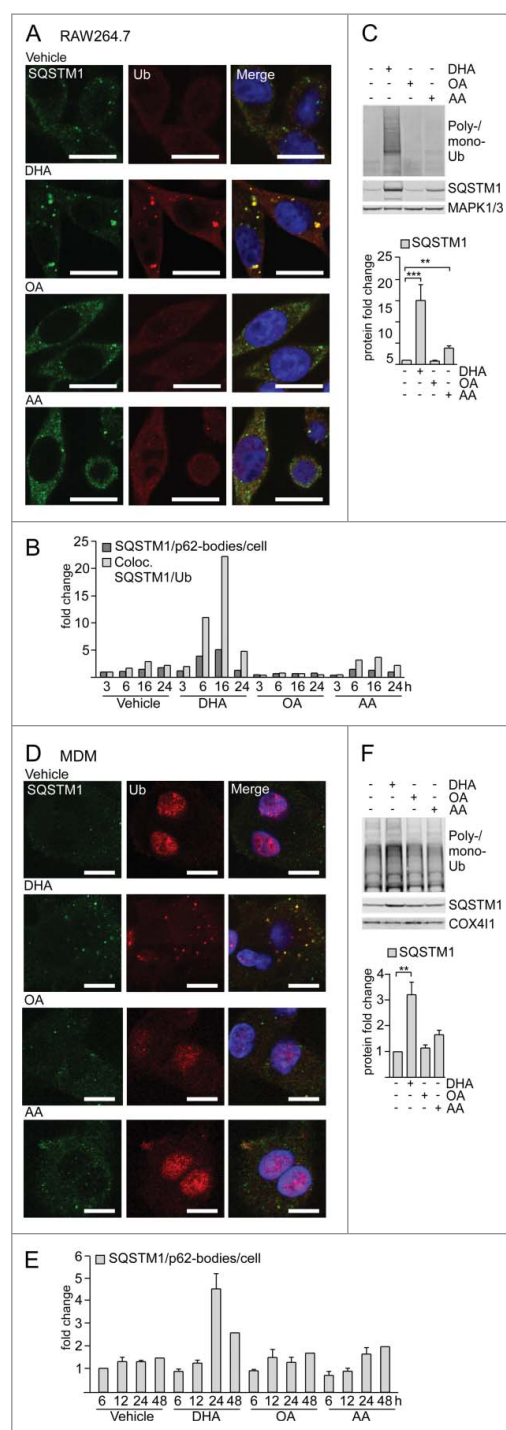 A RAW264.7
Vehicle
SQSTM1 Ub Merge
DHA
OA
AA
C
- + - - DHA
- - + - OA
- - - + AA
Poly-/
mono-
Ub
SQSTM1
MAPK1/3
SQSTM1
protein fold change
25
20
15
10
5
***
**
- + - - DHA
- - + - OA
- - - + AA
B
SQSTM1/p62-bodies/cell
Coloc.
SQSTM1/Ub
fold change
25
20
15
10
5
3 6 16 24 3 6 16 24 3 6 16 24 3 6 16 24 h
Vehicle DHA OA AA
D MDM
Vehicle
SQSTM1 Ub Merge
DHA
OA
AA
F
- + - - DHA
- - + - OA
- - - + AA
Poly-/
mono-
Ub
SQSTM1
COX4I1
SQSTM1
protein fold change
4
3
2
1
**
- + - - DHA
- - + - OA
- - - + AA
E
SQSTM1/p62-bodies/cell
fold change
6
5
4
3
2
1
6 12 24 48 6 12 24 48 6 12 24 48 6 12 24 48 h
Vehicle DHA OA AA